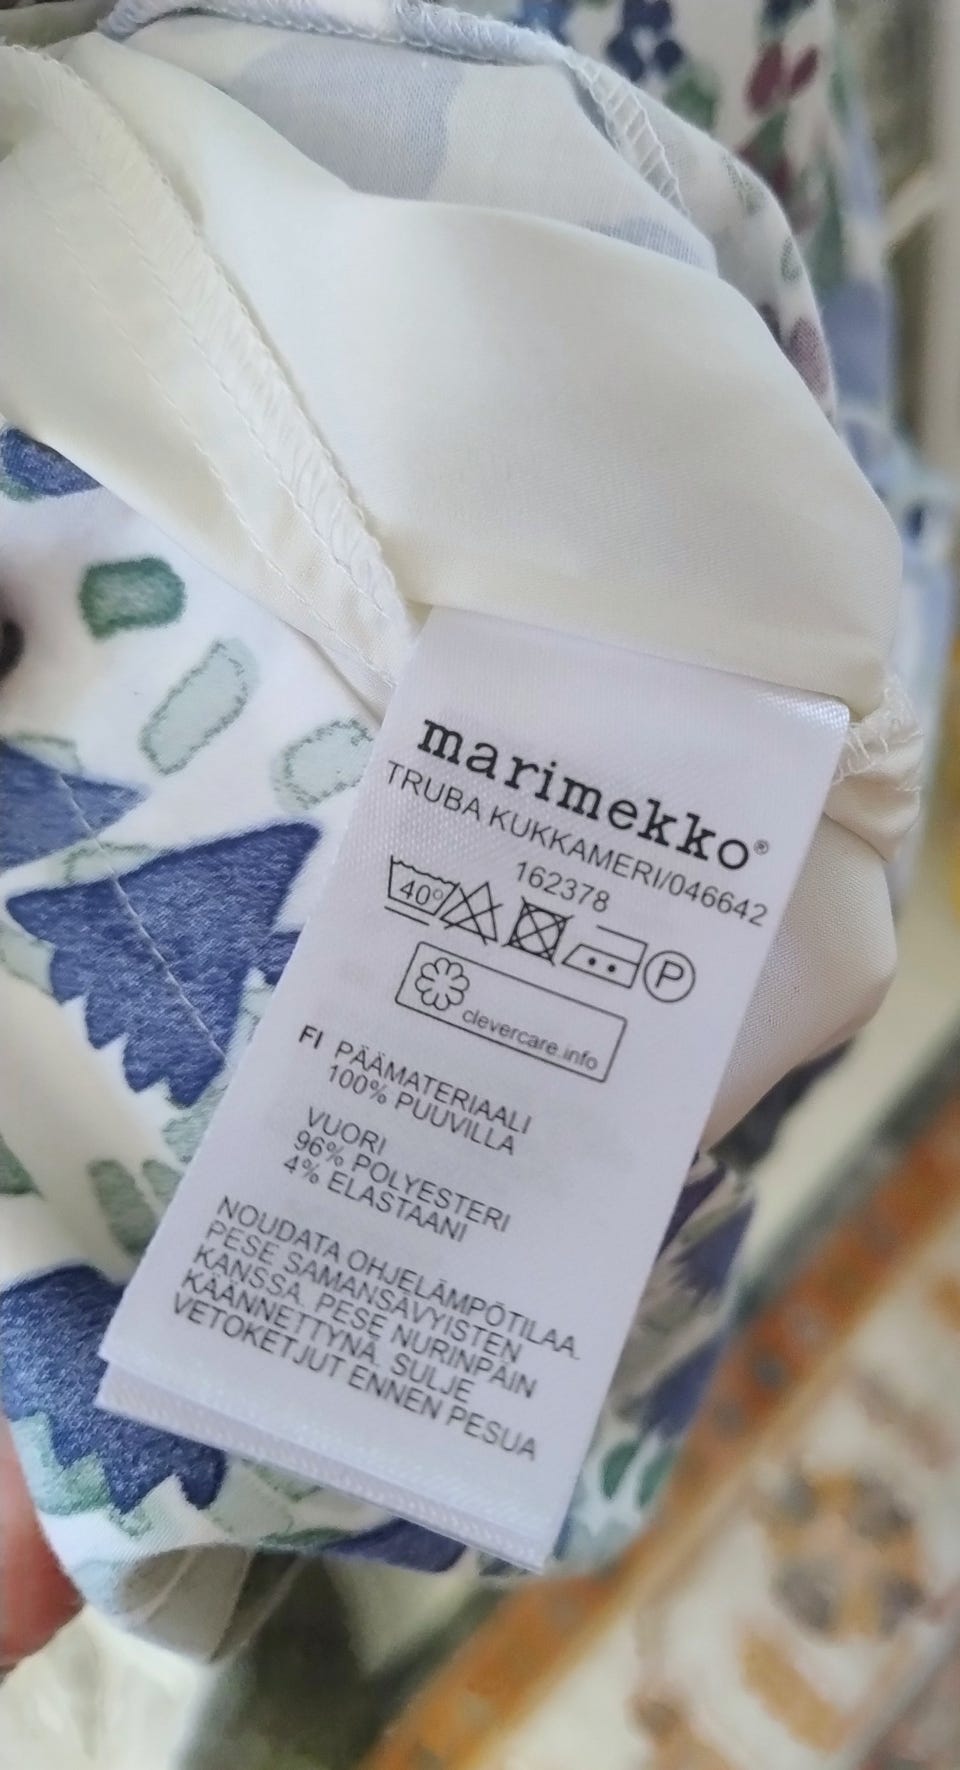 marimekko®
TRUBA KUKKAMERI/046642
162378
40°
P
clevercare.info
FI PÄÄMATERIAALI
100% PUUVILLA
VUORI
96% POLYESTERI
4% ELASTAANI
NOUDATA OHJELÄMPÖTILAA.
PESE SAMANSÄVYISTEN
KANSSA. PESE NURINPÄIN
KÄÄNNETTYNÄ. SULJE
VETOKETJUT ENNEN PESUA